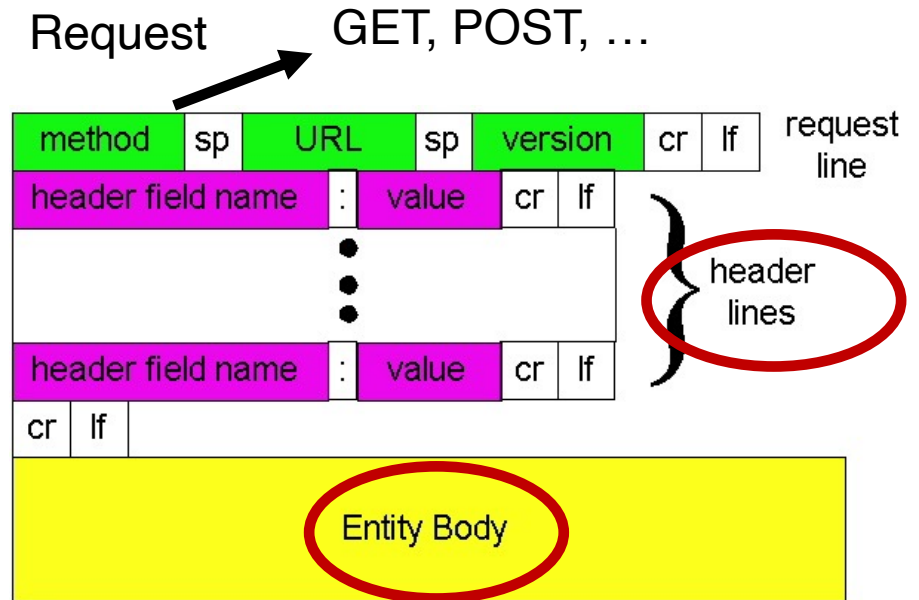 Request GET, POST, …
method sp URL sp version cr lf request line
header field name : value cr lf
header lines
header field name : value cr lf
cr lf
Entity Body